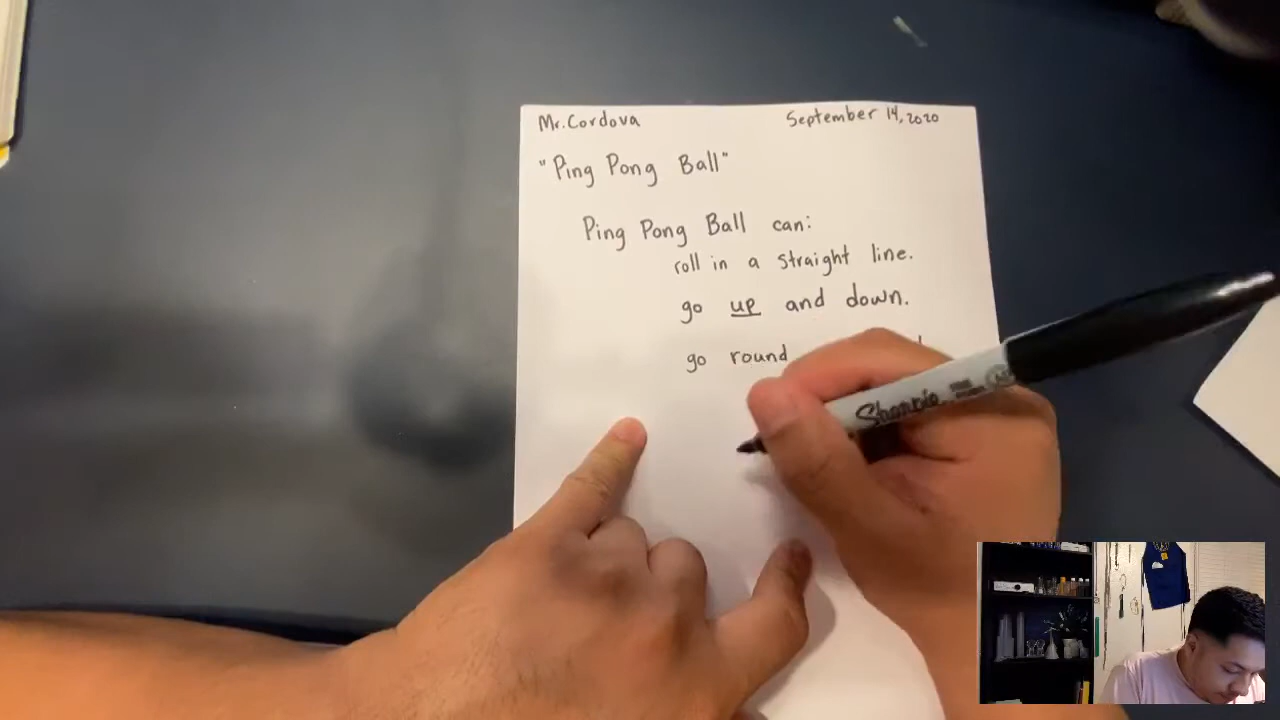 Mr. Cordova September 14, 2020
"Ping Pong Ball"
Ping Pong Ball can:
roll in a straight line.
go up and down.
go round
Sharpie